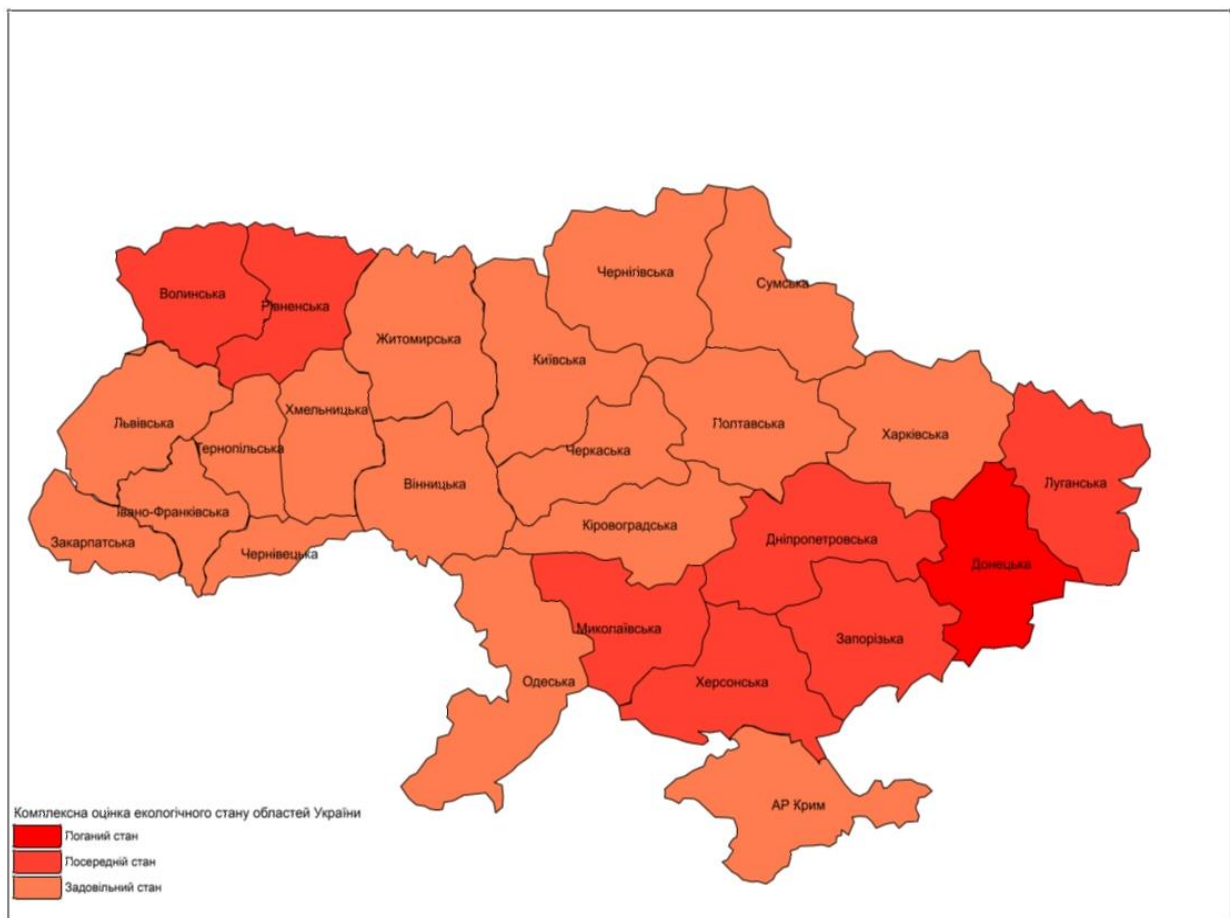 Чернігівська
Сумська
Волинська
Рівненська
Житомирська
Київська
Львівська
Хмельницька
Тернопільська
Полтавська
Харківська
Черкаська
Вінницька
Луганська
Івано-Франківська
Кіровоградська
Закарпатська
Чернівецька
Дніпропетровська
Донецька
Миколаївська
Запорізька
Одеська
Херсонська
АР Крим
Комплексна оцінка екологічного стану областей України
Поганий стан
Посередній стан
Задовільний стан